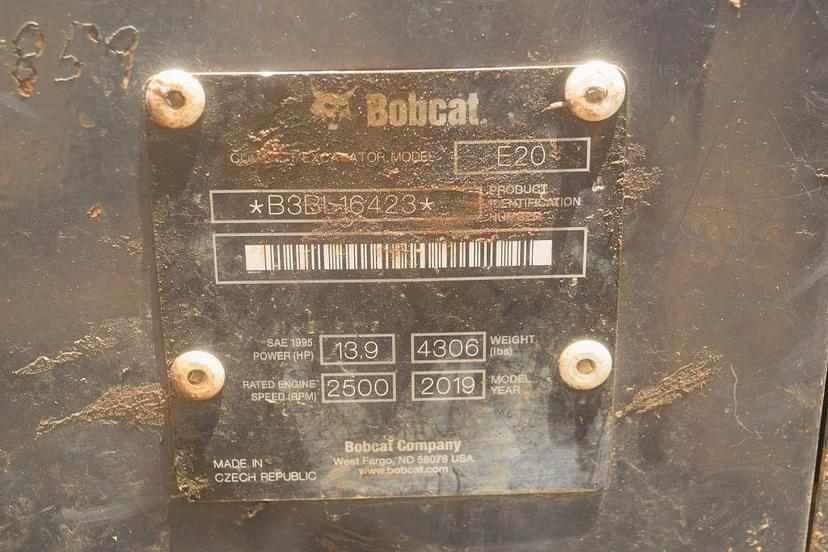 859
Bobcat.
COMPACT EXCAVATOR MODEL E20
*B3BL16423* PRODUCT IDENTIFICATION NUMBER
SAE 1995 POWER (HP) 13.9 4306 WEIGHT (lbs)
RATED ENGINE SPEED (RPM) 2500 2019 MODEL YEAR
Bobcat Company
West Fargo, ND 58078 USA
www.bobcat.com
MADE IN
CZECH REPUBLIC